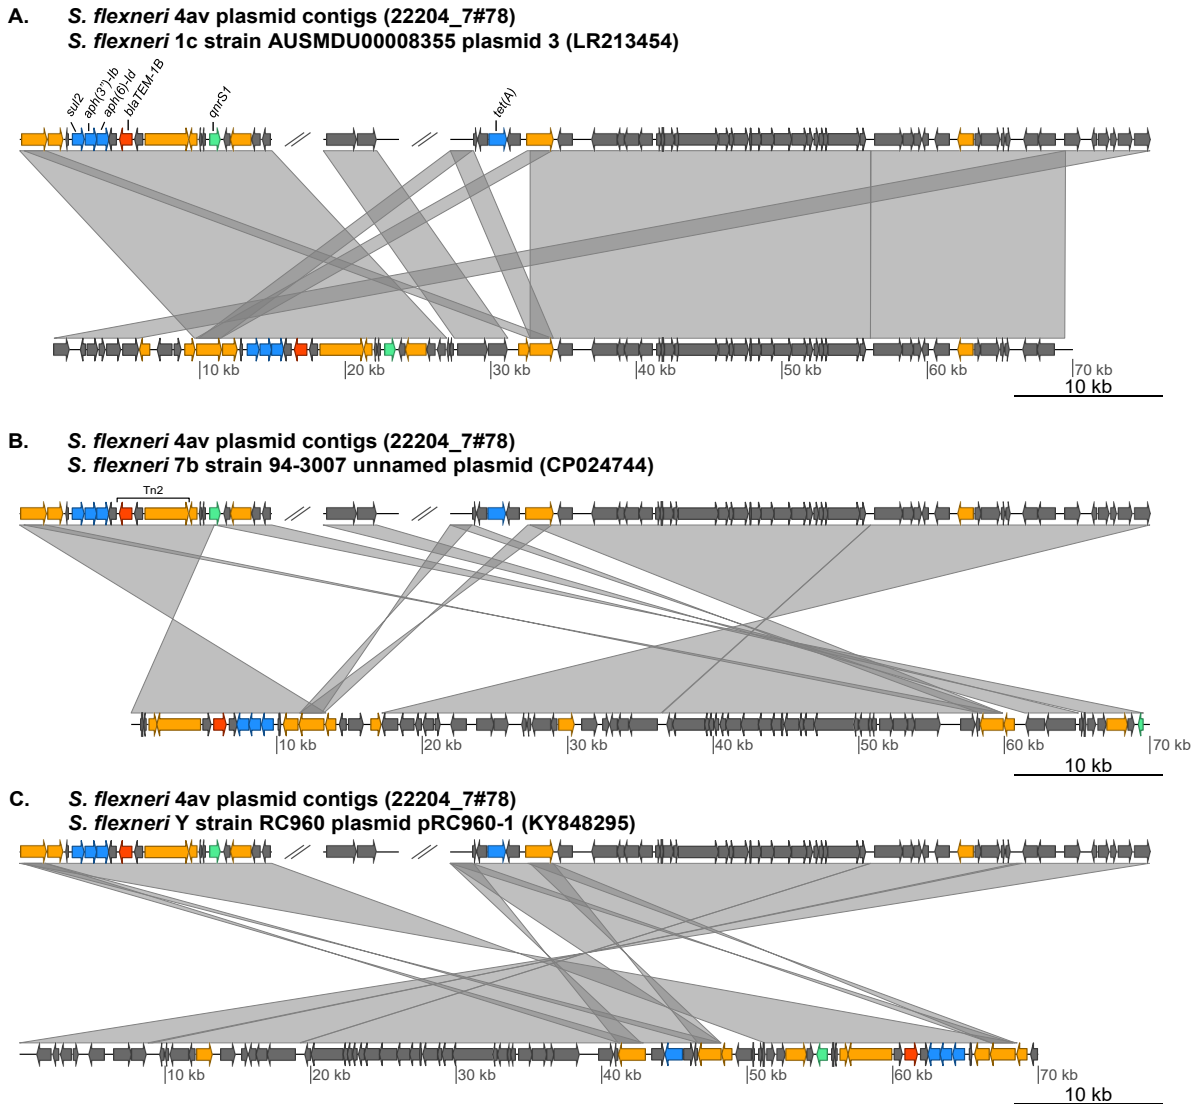 A. S. flexneri 4av plasmid contigs (22204_7#78)
S. flexneri 1c strain AUSMDU00008355 plasmid 3 (LR213454)
sul2 aph(3'')-Ib aph(6)-Id blaTEM-1B qnrS1 tet(A)
10 kb 20 kb 30 kb 40 kb 50 kb 60 kb 70 kb
10 kb
B. S. flexneri 4av plasmid contigs (22204_7#78)
S. flexneri 7b strain 94-3007 unnamed plasmid (CP024744)
Tn2
10 kb 20 kb 30 kb 40 kb 50 kb 60 kb 70 kb
10 kb
C. S. flexneri 4av plasmid contigs (22204_7#78)
S. flexneri Y strain RC960 plasmid pRC960-1 (KY848295)
10 kb 20 kb 30 kb 40 kb 50 kb 60 kb 70 kb
10 kb